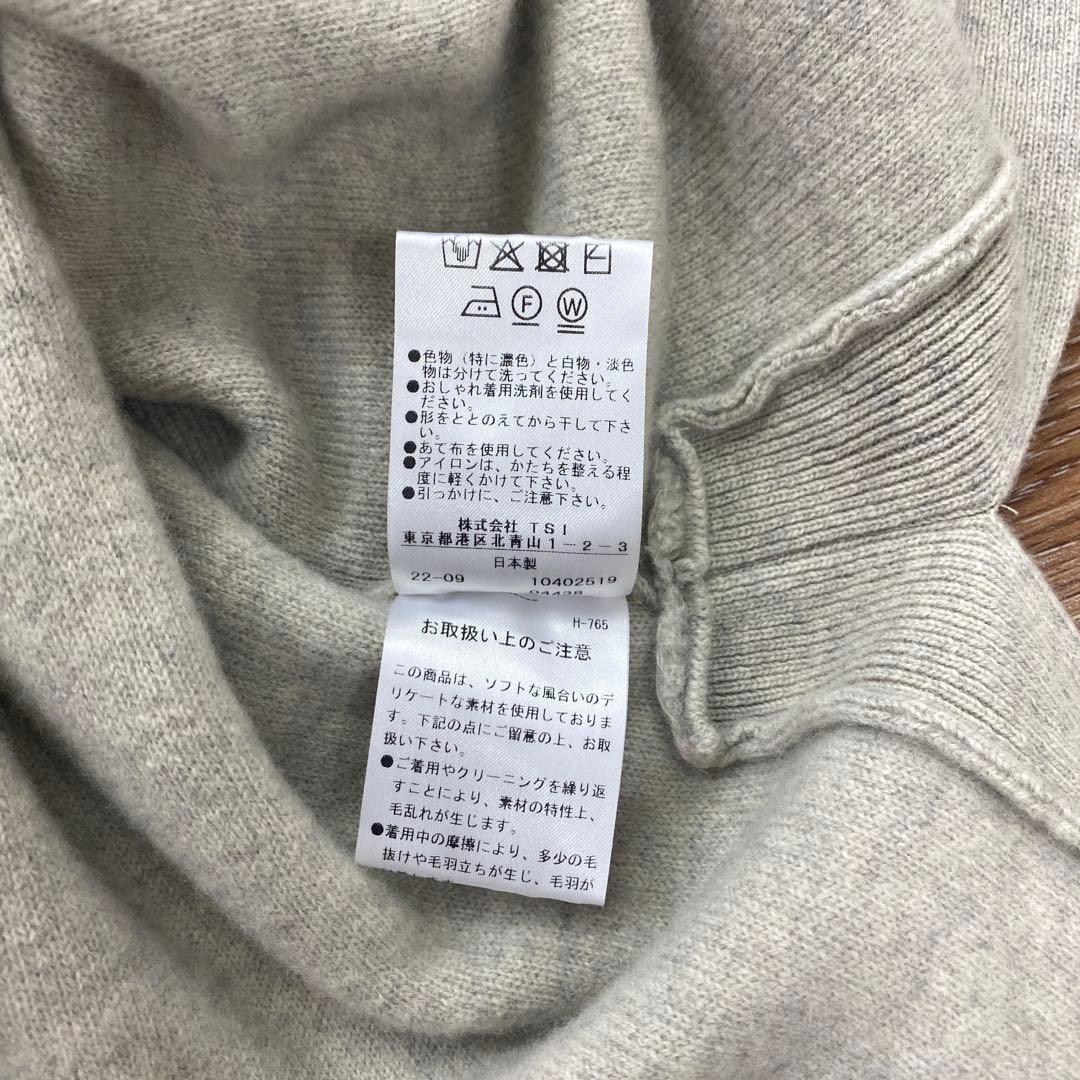 F W
●色物（特に濃色）と白物・淡色
物は分けて洗ってください。
●おしゃれ着用洗剤を使用してく
ださい。
●形をととのえてから干して下さ
い。
●あて布を使用してください。
●アイロンは、かたちを整える程
度に軽くかけて下さい。
●引っかけに、ご注意下さい。
株式会社 TSI
東京都港区北青山1-2-3
日本製
22-09 10402519
04438
H-765
お取扱い上のご注意
この商品は、ソフトな風合いのデ
リケートな素材を使用しておりま
す。下記の点にご留意の上、お取
扱い下さい。
●ご着用やクリーニングを繰り返
すことにより、素材の特性上、
毛乱れが生じます。
●着用中の摩擦により、多少の毛
抜けや毛羽立ちが生じ、毛羽が